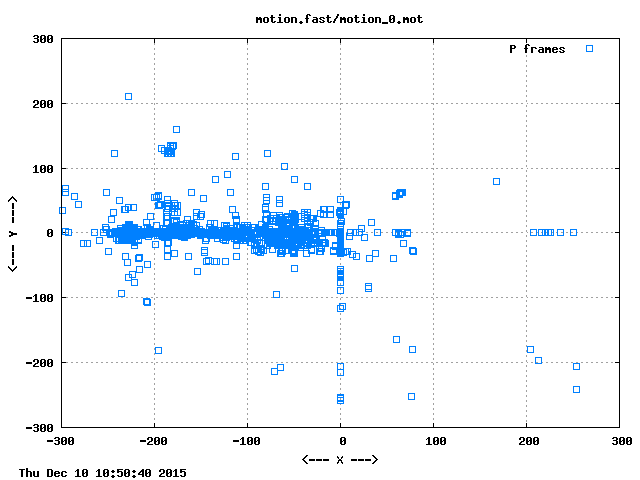 motion.fast/motion_0.mot
P frames
300
200
100
0
-100
-200
-300
<--- Y --->
-300 -200 -100 0 100 200 300
<--- X --->
Thu Dec 10 10:50:40 2015